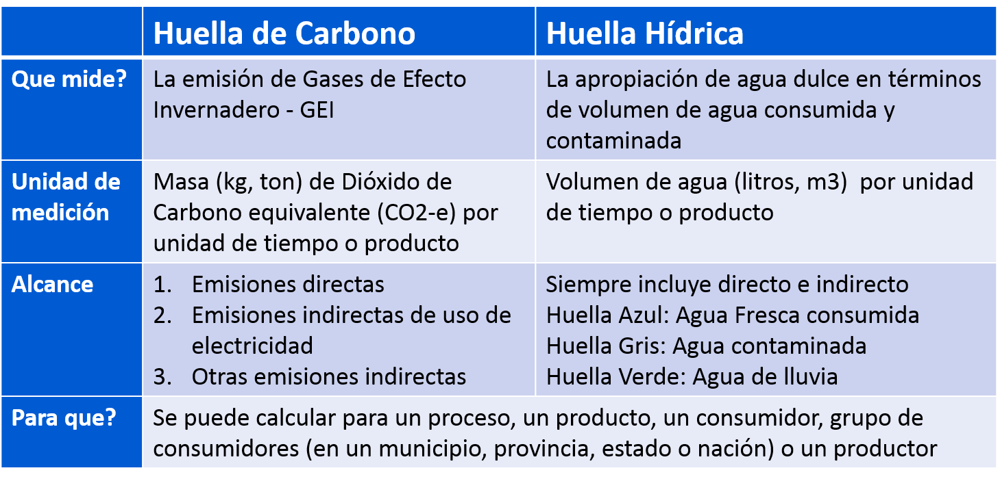 Huella de Carbono
Huella Hídrica
Que mide?
La emisión de Gases de Efecto
Invernadero - GEI
La apropiación de agua dulce en términos
de volumen de agua consumida y
contaminada
Unidad de
medición
Masa (kg, ton) de Dióxido de
Carbono equivalente (CO2-e) por
unidad de tiempo o producto
Volumen de agua (litros, m3)  por unidad
de tiempo o producto
Alcance
1. Emisiones directas
2. Emisiones indirectas de uso de
electricidad
3. Otras emisiones indirectas
Siempre incluye directo e indirecto
Huella Azul: Agua Fresca consumida
Huella Gris: Agua contaminada
Huella Verde: Agua de lluvia
Para que?
Se puede calcular para un proceso, un producto, un consumidor, grupo de
consumidores (en un municipio, provincia, estado o nación) o un productor